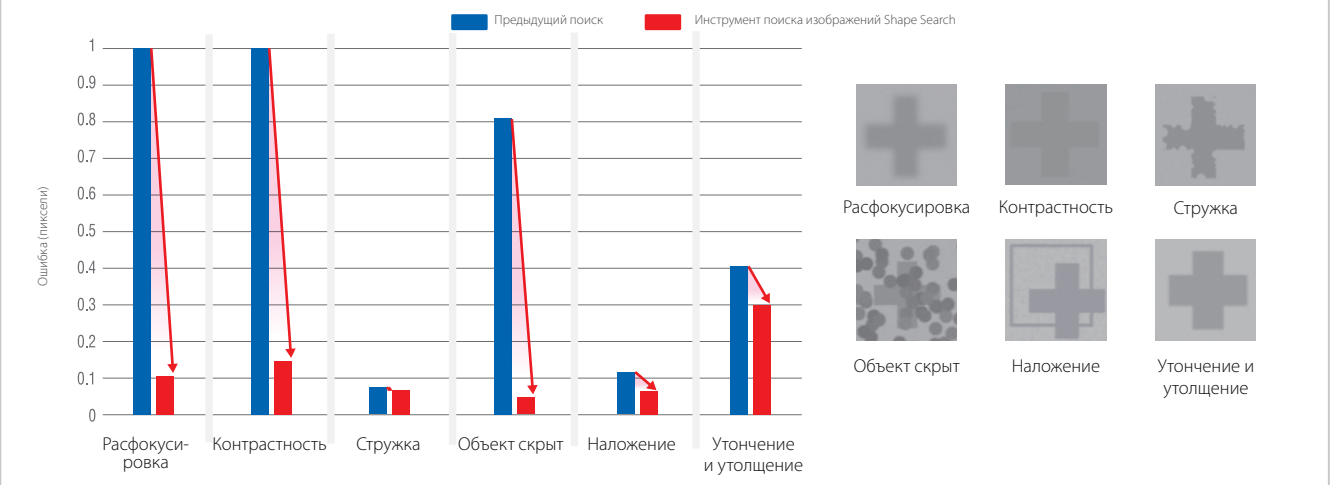 Предыдущий поиск
Инструмент поиска изображений Shape Search
Ошибка (пиксели)
1
0.9
0.8
0.7
0.6
0.5
0.4
0.3
0.2
0.1
0
Расфокуси-
ровка
Контрастность
Стружка
Объект скрыт
Наложение
Утончение
и утолщение
Расфокусировка
Контрастность
Стружка
Объект скрыт
Наложение
Утончение и
утолщение